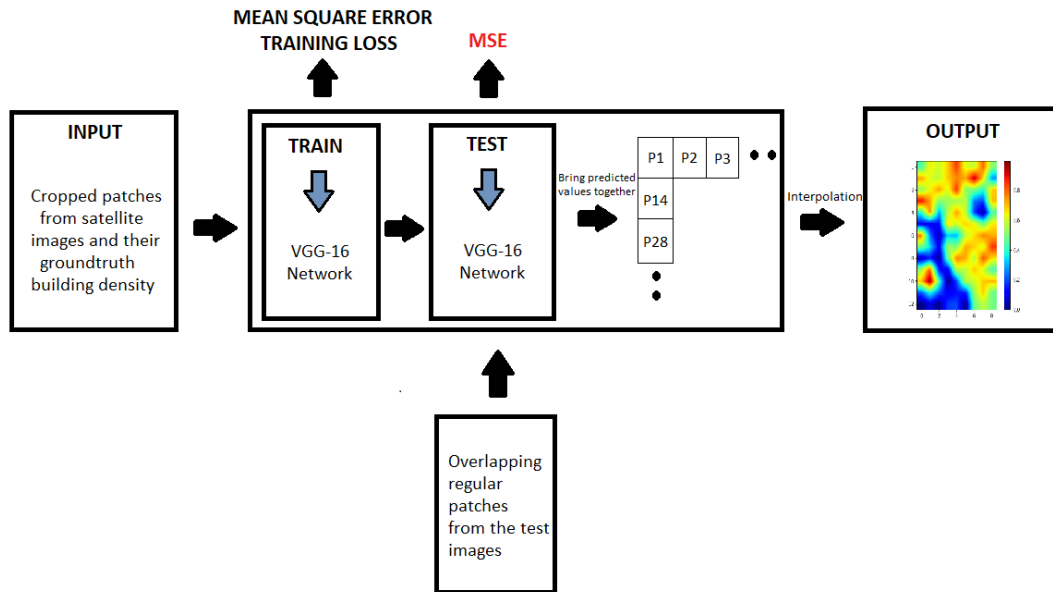 MEAN SQUARE ERROR
TRAINING LOSS
MSE
INPUT
Cropped patches
from satellite
images and their
groundtruth
building density
TRAIN
VGG-16
Network
TEST
VGG-16
Network
Bring predicted
values together
P1 P2 P3
P14
P28
Interpolation
OUTPUT
Overlapping
regular
patches
from the test
images